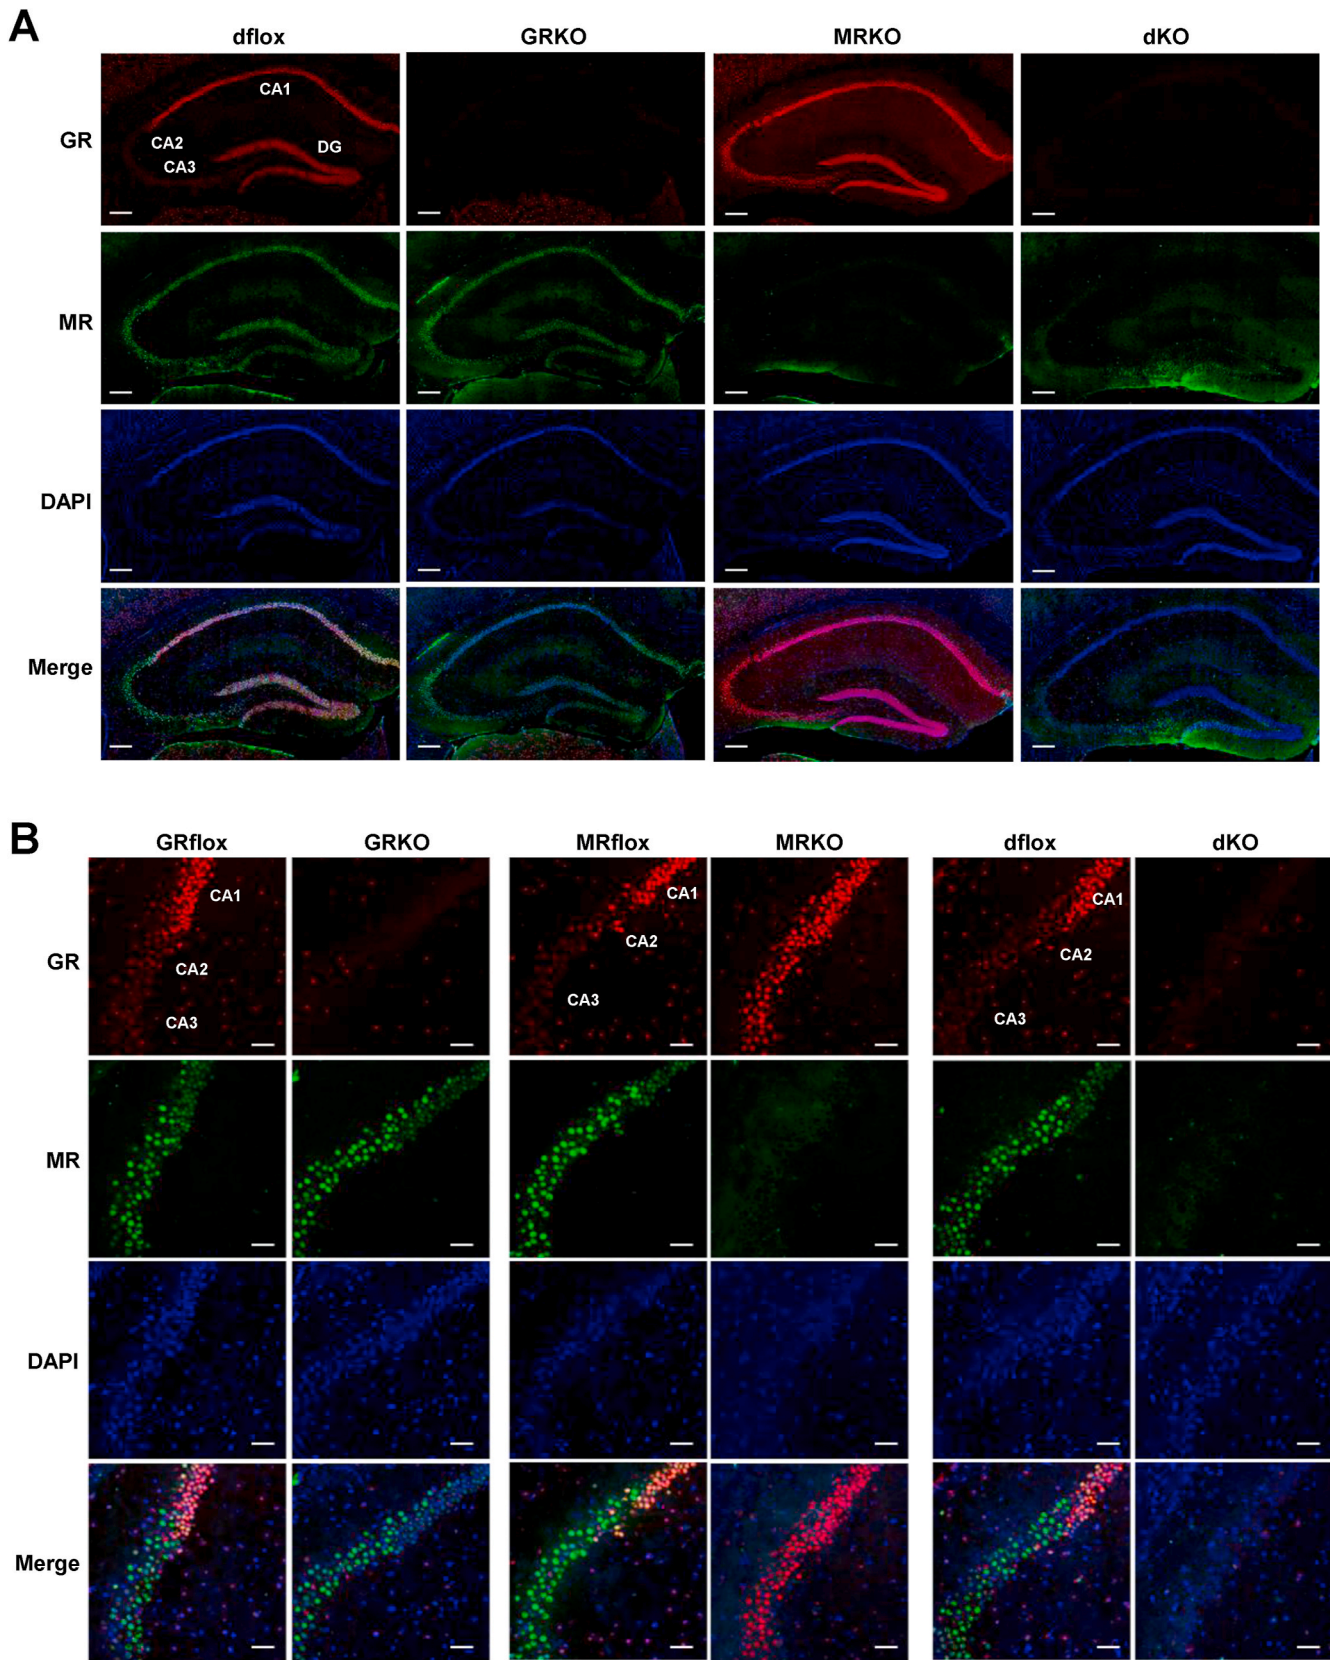 A
dflox GRKO MRKO dKO
GR
CA1
CA2
DG
CA3
MR
DAPI
Merge
B
GRflox GRKO MRflox MRKO dflox dKO
GR
CA1 CA1 CA1
CA2 CA2 CA2
CA3 CA3 CA3
MR
DAPI
Merge